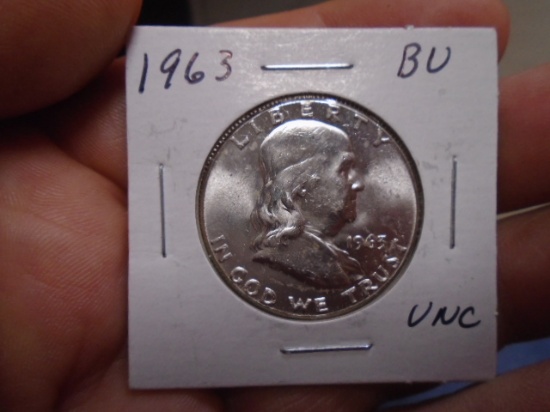 1963 BU
LIBERTY
1963
IN GOD WE TRUST
UNC